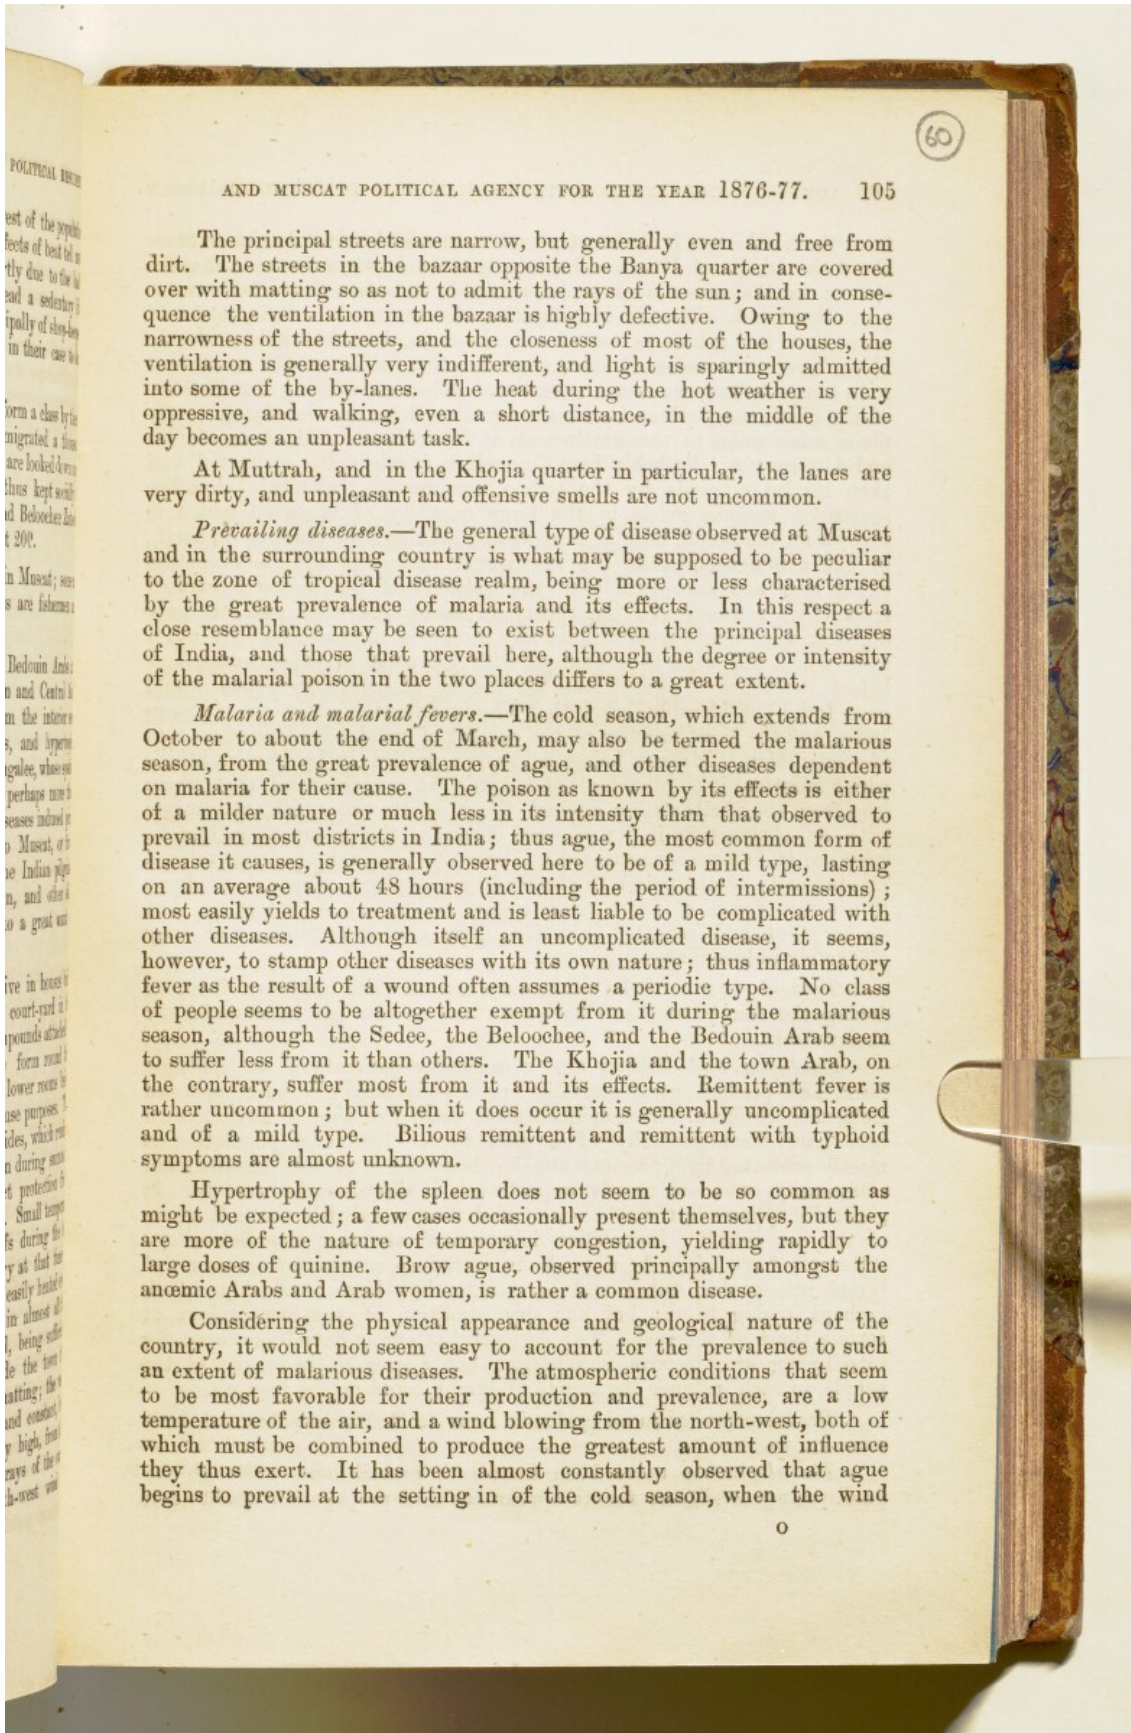 60
AND MUSCAT POLITICAL AGENCY FOR THE YEAR 1876-77. 105
The principal streets are narrow, but generally even and free from
dirt. The streets in the bazaar opposite the Banya quarter are covered
over with matting so as not to admit the rays of the sun; and in conse-
quence the ventilation in the bazaar is highly defective. Owing to the
narrowness of the streets, and the closeness of most of the houses, the
ventilation is generally very indifferent, and light is sparingly admitted
into some of the by-lanes. The heat during the hot weather is very
oppressive, and walking, even a short distance, in the middle of the
day becomes an unpleasant task.
At Muttrah, and in the Khojia quarter in particular, the lanes are
very dirty, and unpleasant and offensive smells are not uncommon.
Prevailing diseases.—The general type of disease observed at Muscat
and in the surrounding country is what may be supposed to be peculiar
to the zone of tropical disease realm, being more or less characterised
by the great prevalence of malaria and its effects. In this respect a
close resemblance may be seen to exist between the principal diseases
of India, and those that prevail here, although the degree or intensity
of the malarial poison in the two places differs to a great extent.
Malaria and malarial fevers.—The cold season, which extends from
October to about the end of March, may also be termed the malarious
season, from the great prevalence of ague, and other diseases dependent
on malaria for their cause. The poison as known by its effects is either
of a milder nature or much less in its intensity than that observed to
prevail in most districts in India; thus ague, the most common form of
disease it causes, is generally observed here to be of a mild type, lasting
on an average about 48 hours (including the period of intermissions);
most easily yields to treatment and is least liable to be complicated with
other diseases. Although itself an uncomplicated disease, it seems,
however, to stamp other diseases with its own nature; thus inflammatory
fever as the result of a wound often assumes a periodic type. No class
of people seems to be altogether exempt from it during the malarious
season, although the Sedee, the Beloochee, and the Bedouin Arab seem
to suffer less from it than others. The Khojia and the town Arab, on
the contrary, suffer most from it and its effects. Remittent fever is
rather uncommon; but when it does occur it is generally uncomplicated
and of a mild type. Bilious remittent and remittent with typhoid
symptoms are almost unknown.
Hypertrophy of the spleen does not seem to be so common as
might be expected; a few cases occasionally present themselves, but they
are more of the nature of temporary congestion, yielding rapidly to
large doses of quinine. Brow ague, observed principally amongst the
anœmic Arabs and Arab women, is rather a common disease.
Considering the physical appearance and geological nature of the
country, it would not seem easy to account for the prevalence to such
an extent of malarious diseases. The atmospheric conditions that seem
to be most favorable for their production and prevalence, are a low
temperature of the air, and a wind blowing from the north-west, both of
which must be combined to produce the greatest amount of influence
they thus exert. It has been almost constantly observed that ague
begins to prevail at the setting in of the cold season, when the wind
O